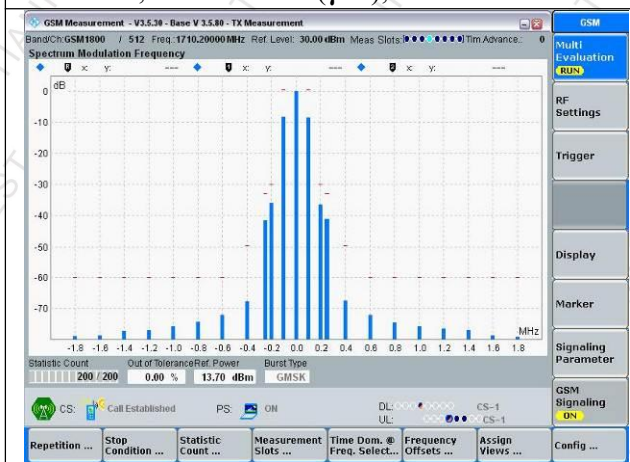 GSM Measurement - V3.5.30 - Base V 3.5.80 - TX Measurement
GSM
Band/Ch: GSM1800 / 512 Freq.: 1710.20000 MHz Ref. Level: 30.00 dBm Meas Slots: Tim.Advance.: 0
Spectrum Modulation Frequency
x: y: --- x: y: --- x: y: ---
dB
0
-10
-20
-30
-40
-50
-60
-70
MHz
-1.8 -1.6 -1.4 -1.2 -1.0 -0.8 -0.6 -0.4 -0.2 0.0 0.2 0.4 0.6 0.8 1.0 1.2 1.4 1.6 1.8
Statistic Count Out of Tolerance Ref. Power Burst Type
200 / 200 0.00 % 13.70 dBm GMSK
CS: Call Established PS: ON DL: CS-1
UL: CS-1
Multi
Evaluation
RUN
RF
Settings
Trigger
Display
Marker
Signaling
Parameter
GSM
Signaling
ON
Repetition ...
Stop
Condition ...
Statistic
Count ...
Measurement
Slots ...
Time Dom. @
Freq. Select...
Frequency
Offsets ...
Assign
Views ...
Config ...